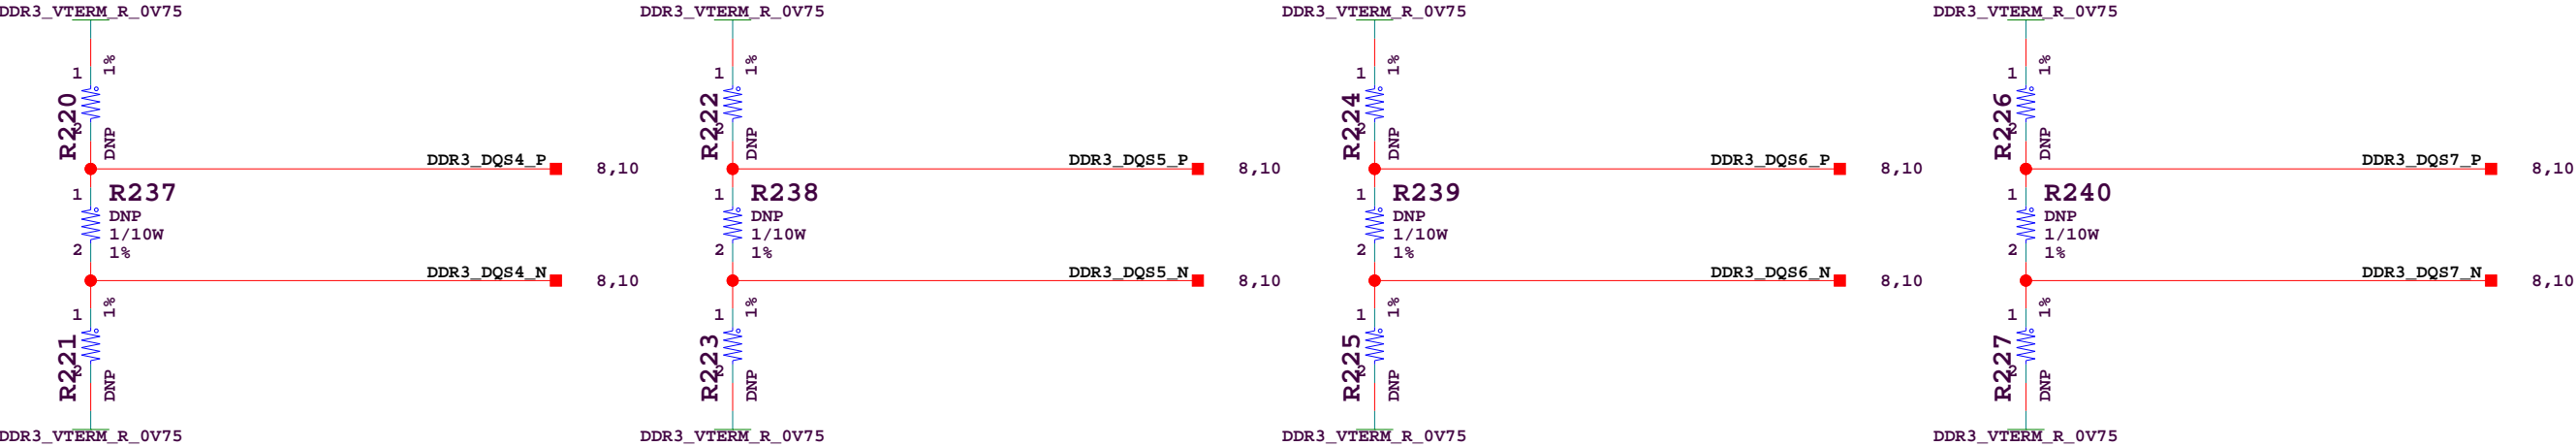 DDR3_VTERM_R_0V75
1
1%
R220
2
DNP
DDR3_DQS4_P
8,10
1
R237
DNP
1/10W
2
1%
DDR3_DQS4_N
8,10
1
1%
R221
2
DNP
DDR3_VTERM_R_0V75
DDR3_VTERM_R_0V75
1
1%
R222
2
DNP
DDR3_DQS5_P
8,10
1
R238
DNP
1/10W
2
1%
DDR3_DQS5_N
8,10
1
1%
R223
2
DNP
DDR3_VTERM_R_0V75
DDR3_VTERM_R_0V75
1
1%
R224
2
DNP
DDR3_DQS6_P
8,10
1
R239
DNP
1/10W
2
1%
DDR3_DQS6_N
8,10
1
1%
R225
2
DNP
DDR3_VTERM_R_0V75
DDR3_VTERM_R_0V75
1
1%
R226
2
DNP
DDR3_DQS7_P
8,10
1
R240
DNP
1/10W
2
1%
DDR3_DQS7_N
8,10
1
1%
R227
2
DNP
DDR3_VTERM_R_0V75